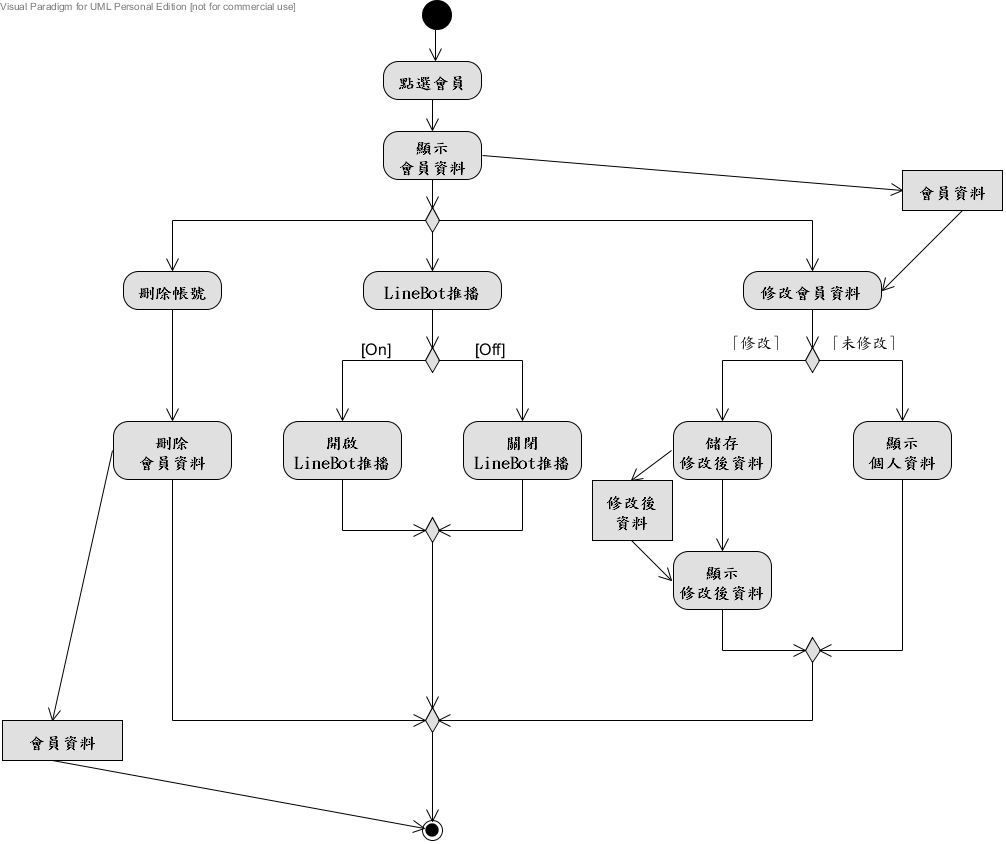 Visual Paradigm for UML Personal Edition [not for commercial use]
點選會員
顯示
會員資料
會員資料
刪除帳號
LineBot推播
修改會員資料
[On]
[Off]
「修改」
「未修改」
刪除
會員資料
開啟
LineBot推播
關閉
LineBot推播
儲存
修改後資料
顯示
個人資料
修改後
資料
顯示
修改後資料
會員資料